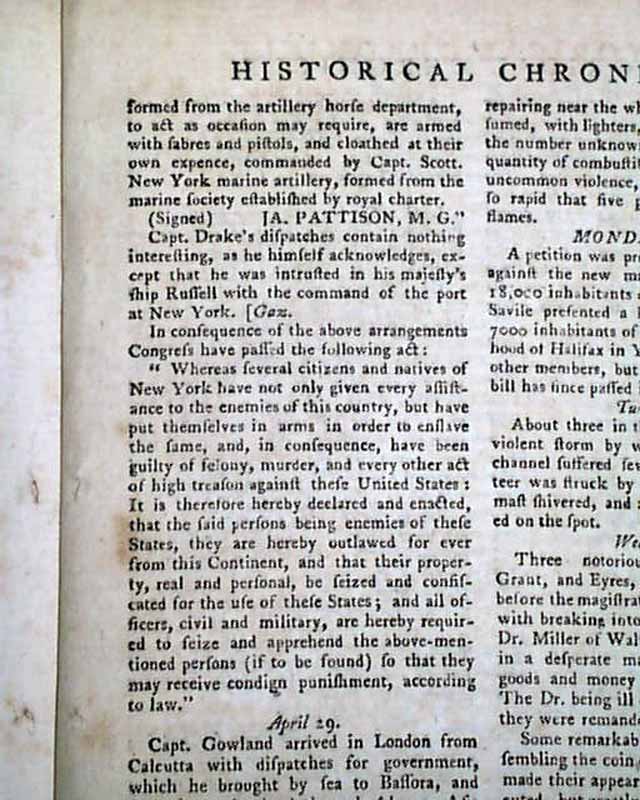 HISTORICAL CHRONI
formed from the artillery horſe department,
to act as occaſion may require, are armed
with ſabres and piſtols, and cloathed at their
own expence, commanded by Capt. Scott.
New York marine artillery, formed from the
marine ſociety eſtabliſhed by royal charter.
(Signed) [A. PATTISON, M. G."
Capt. Drake's diſpatches contain nothing
intereſting, as he himſelf acknowledges, ex-
cept that he was intruſted in his majeſty's
ſhip Ruſſell with the command of the port
at New York. [Gaz.
In conſequence of the above arrangements
Congreſs have paſſed the following act:
" Whereas ſeveral citizens and natives of
New York have not only given every aſſiſt-
ance to the enemies of this country, but have
put themſelves in arms in order to enſlave
the ſame, and, in conſequence, have been
guilty of felony, murder, and every other act
of high treaſon againſt theſe United States:
It is therefore hereby declared and enacted,
that the ſaid perſons being enemies of theſe
States, they are hereby outlawed for ever
from this Continent, and that their proper-
ty, real and perſonal, be ſeized and confiſ-
cated for the uſe of theſe States; and all of-
ficers, civil and military, are hereby requir-
ed to ſeize and apprehend the above-men-
tioned perſons (if to be found) ſo that they
may receive condign puniſhment, according
to law."
April 29.
Capt. Gowland arrived in London from
Calcutta with diſpatches for government,
which he brought by ſea to Baſſora, and
repairing near the wh
ſumed, with lighters,
the number unknown
quantity of combuſti
uncommon violence,
ſo rapid that five p
flames.
MOND
A petition was pr
againſt the new m
18,000 inhabitants
Savile preſented a
7000 inhabitants of
hood of Halifax in Y
other members, but
bill has ſince paſſed
Tu
About three in t
violent ſtorm by w
channel ſuffered ſe
teer was ſtruck by
maſt ſhivered, and
ed on the ſpot.
We
Three notoriou
Grant, and Eyres,
before the magiſtra
with breaking into
Dr. Miller of Wal
in a deſperate m
goods and money
The Dr. being ill
they were remande
Some remarkab
ſembling the coin
made their appear